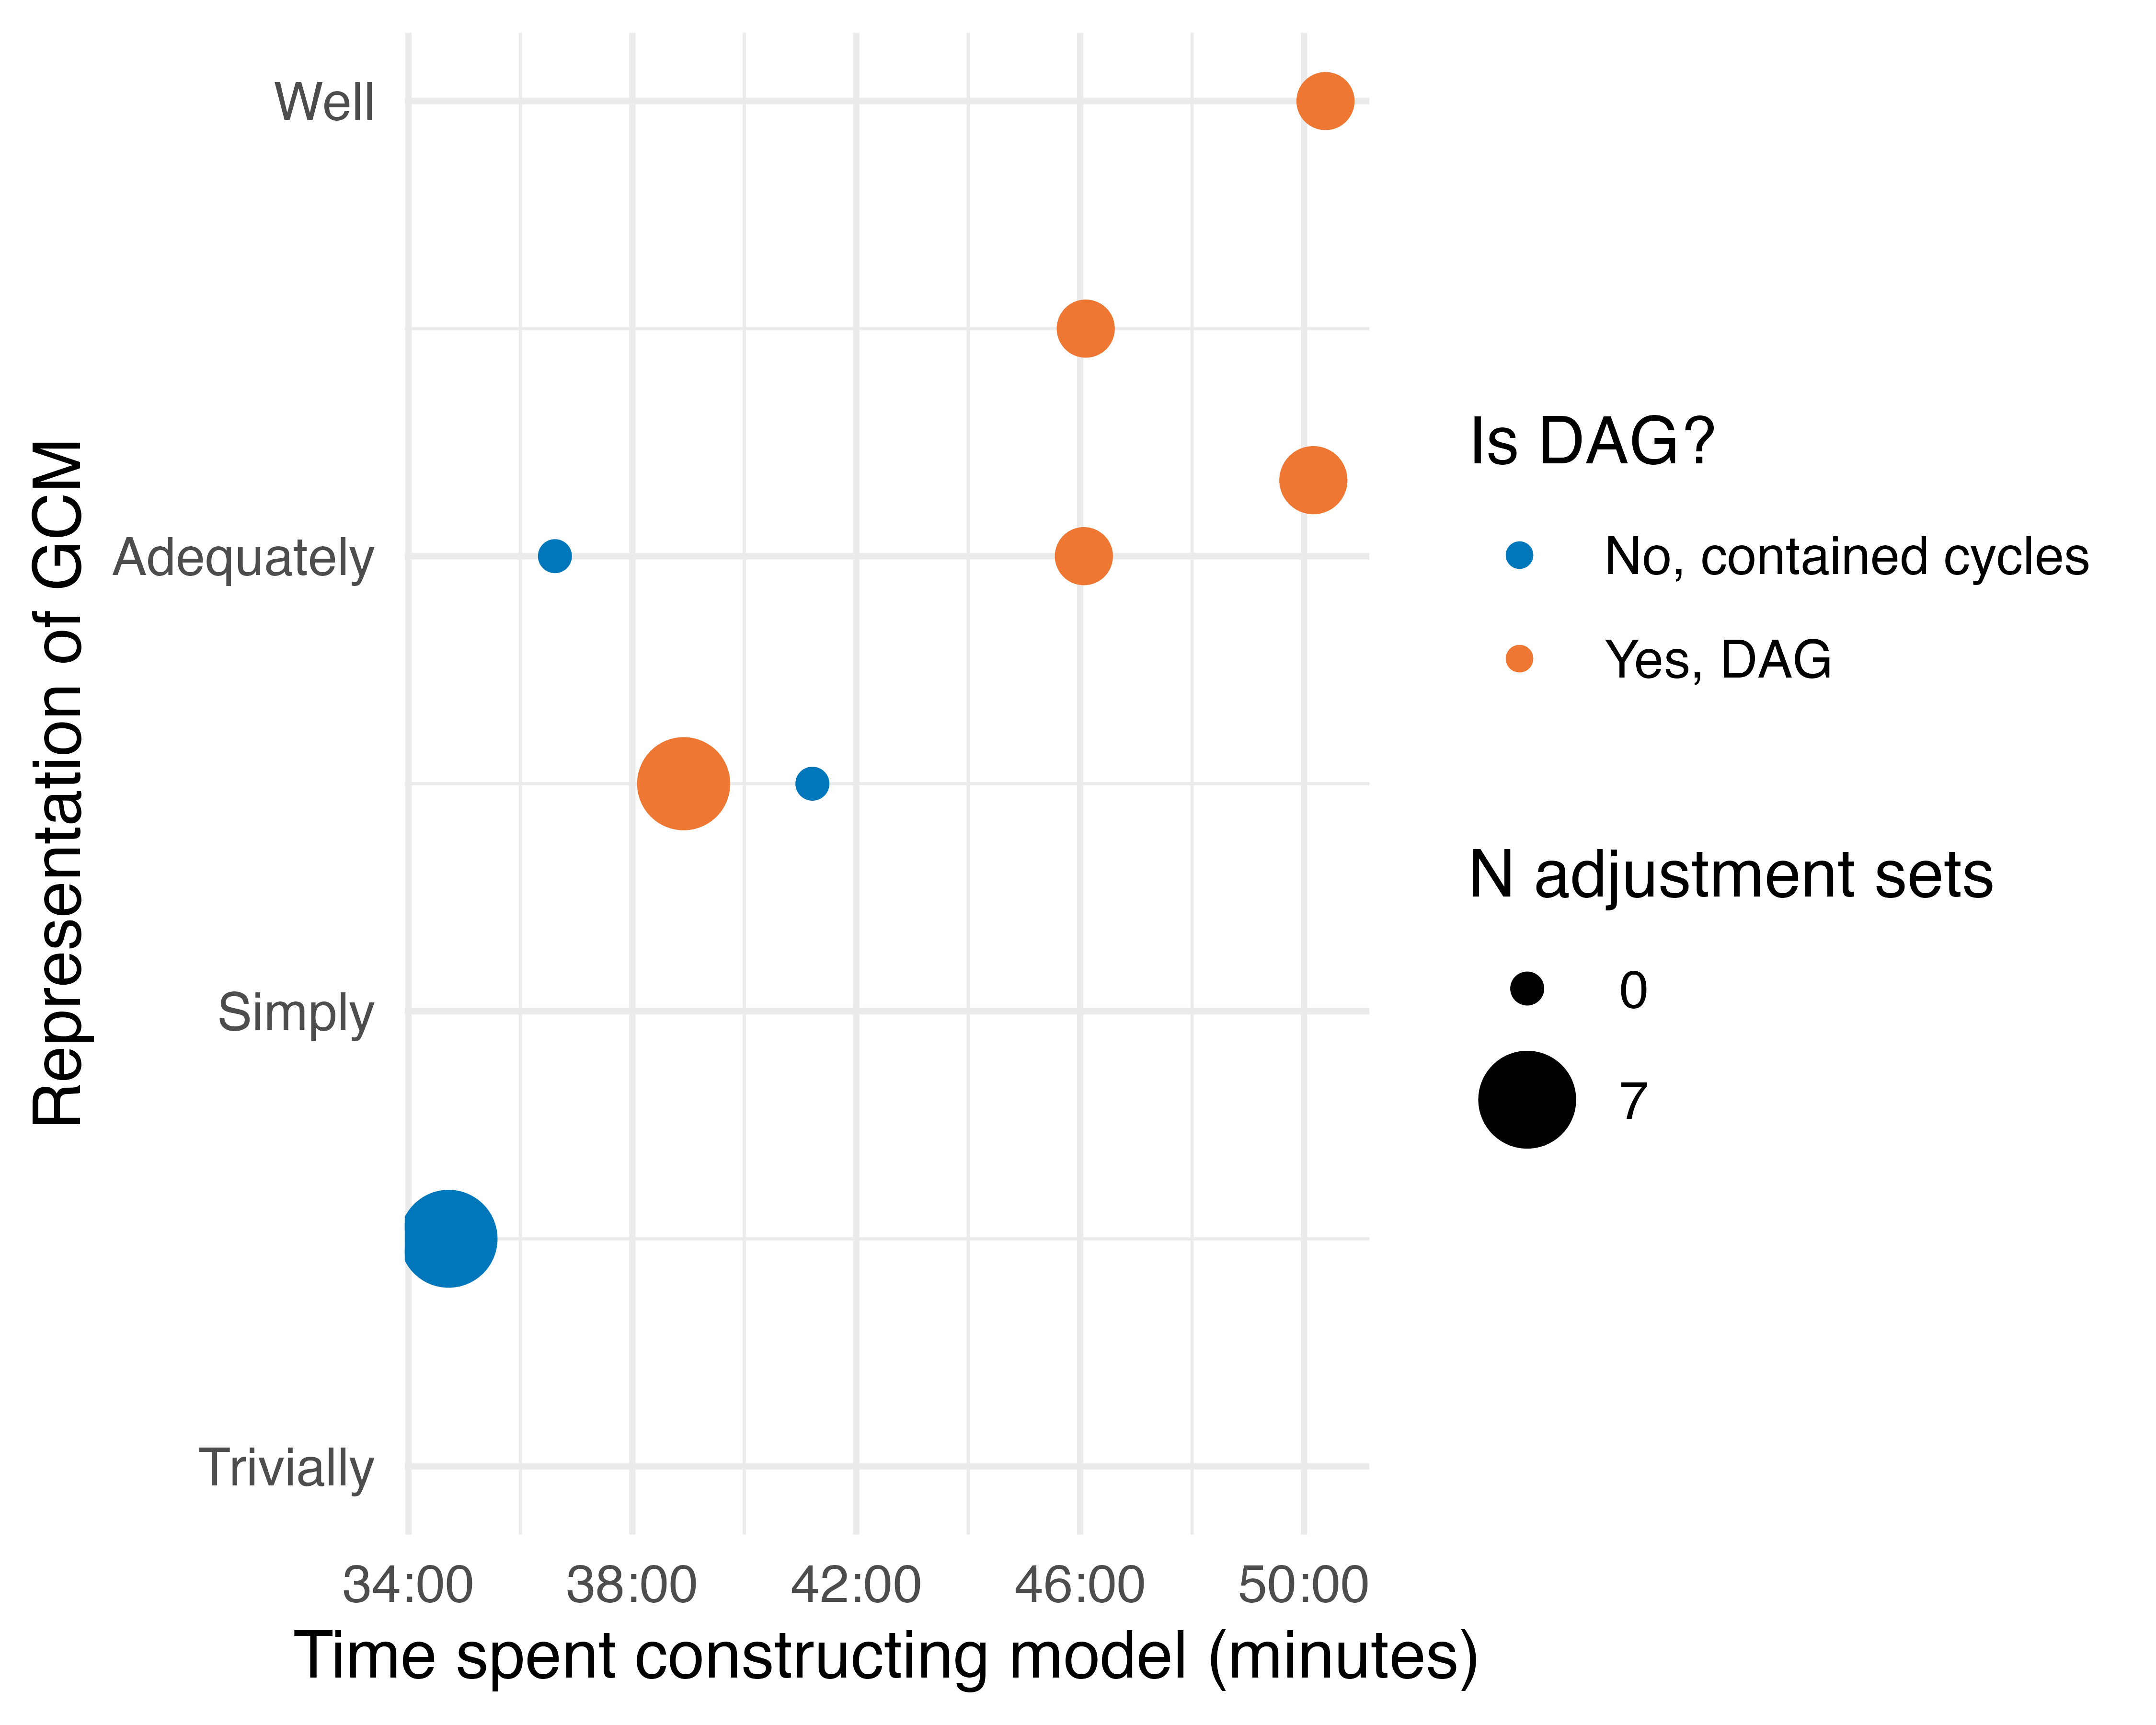 Representation of GCM
Well
Adequately
Simply
Trivially
34:00 38:00 42:00 46:00 50:00
Time spent constructing model (minutes)
Is DAG?
No, contained cycles
Yes, DAG
N adjustment sets
0
7